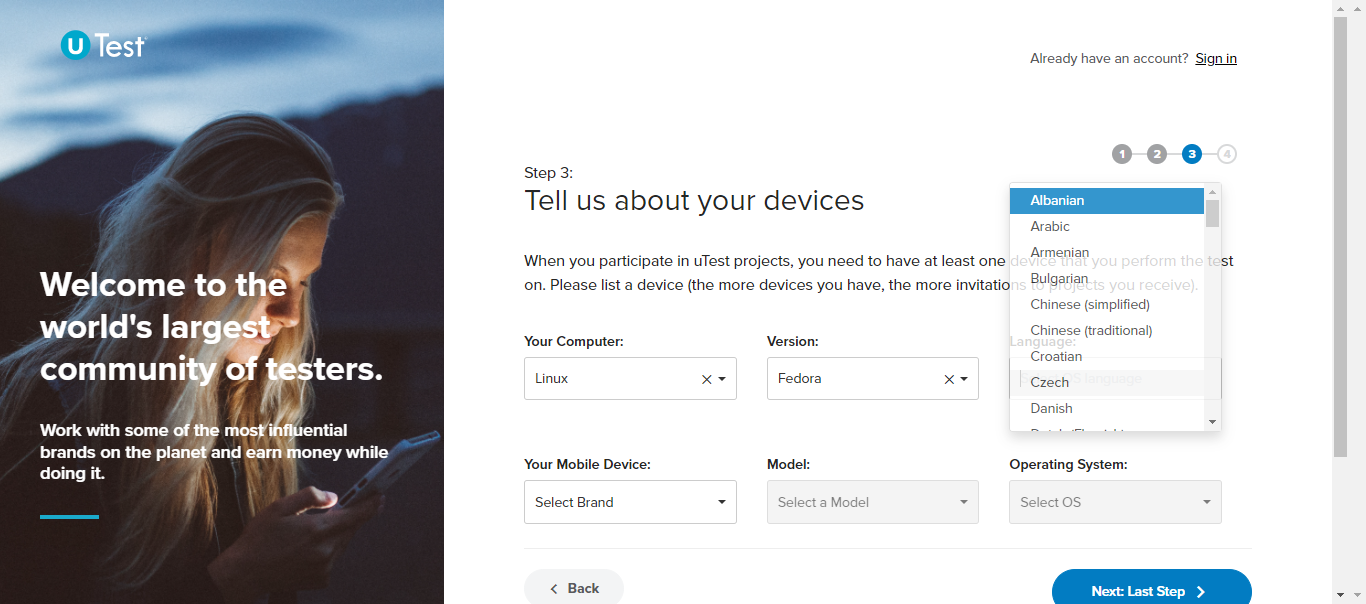 U Test
Already have an account? Sign in
1 2 3 4
Step 3:
Tell us about your devices
When you participate in uTest projects, you need to have at least one device that you perform the test
on. Please list a device (the more devices you have, the more invitations to projects you receive).
Welcome to the
world's largest
community of testers.
Work with some of the most influential
brands on the planet and earn money while
doing it.
Your Computer:
Linux
Version:
Fedora
Language:
Select OS language
Albanian
Arabic
Armenian
Bulgarian
Chinese (simplified)
Chinese (traditional)
Croatian
Czech
Danish
Your Mobile Device:
Select Brand
Model:
Select a Model
Operating System:
Select OS
Back
Next: Last Step